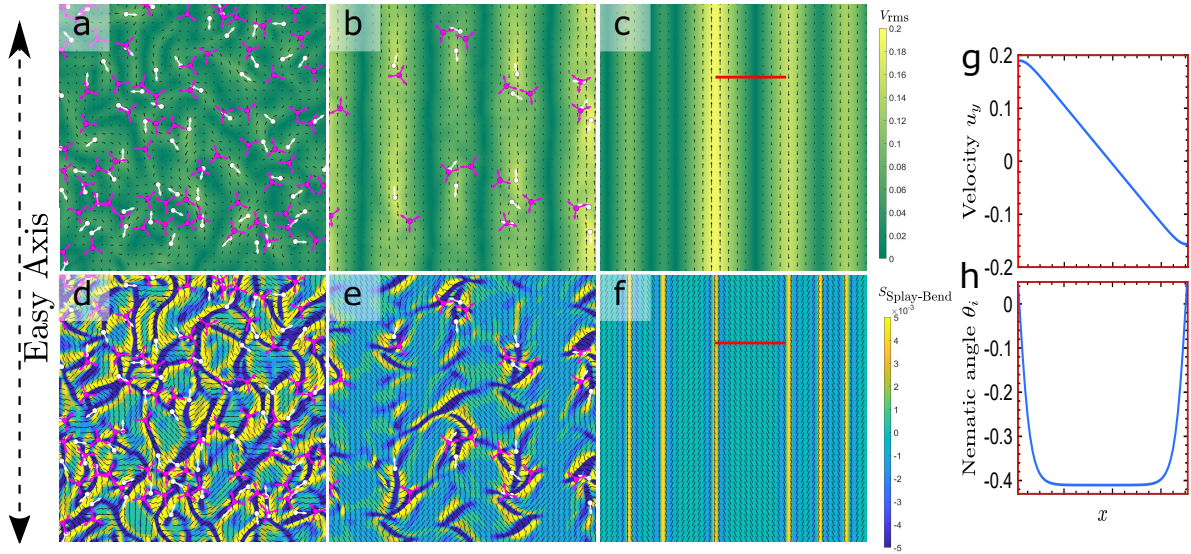 Easy Axis
a
b
c
d
e
f
V_rms
0.2
0.18
0.16
0.14
0.12
0.1
0.08
0.06
0.04
0.02
0
S_Splay-Bend
×10⁻³
5
4
3
2
1
0
-1
-2
-3
-4
-5
g
Velocity u_y
0.2
0.1
0
-0.1
-0.2
h
Nematic angle θ_i
0
-0.1
-0.2
-0.3
-0.4
x